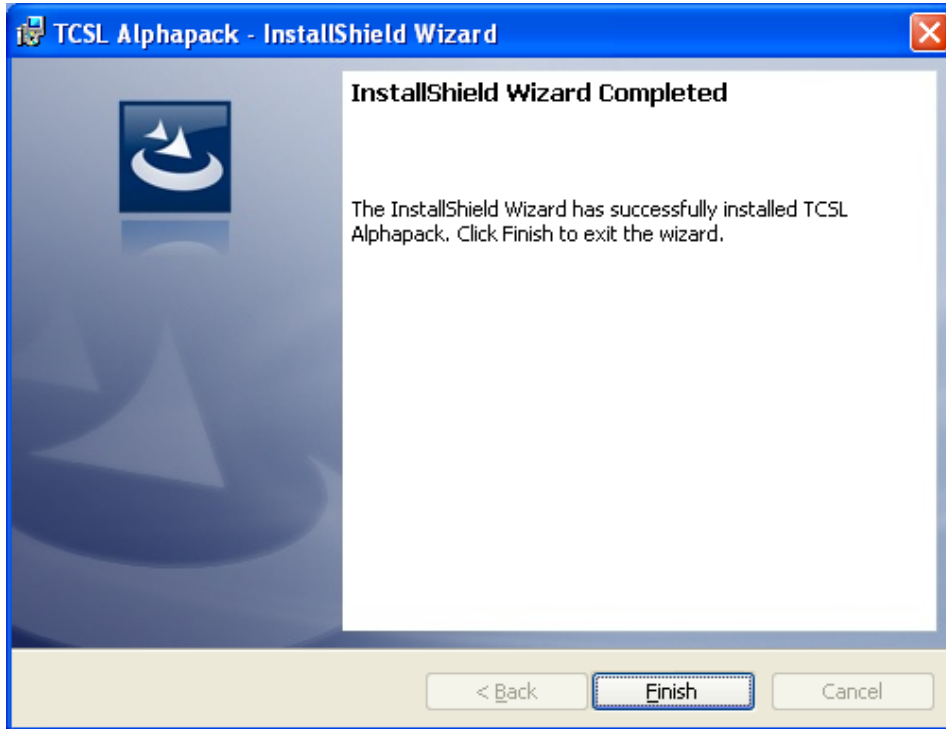 TCSL Alphapack - InstallShield Wizard
InstallShield Wizard Completed
The InstallShield Wizard has successfully installed TCSL
Alphapack. Click Finish to exit the wizard.
< Back Finish Cancel